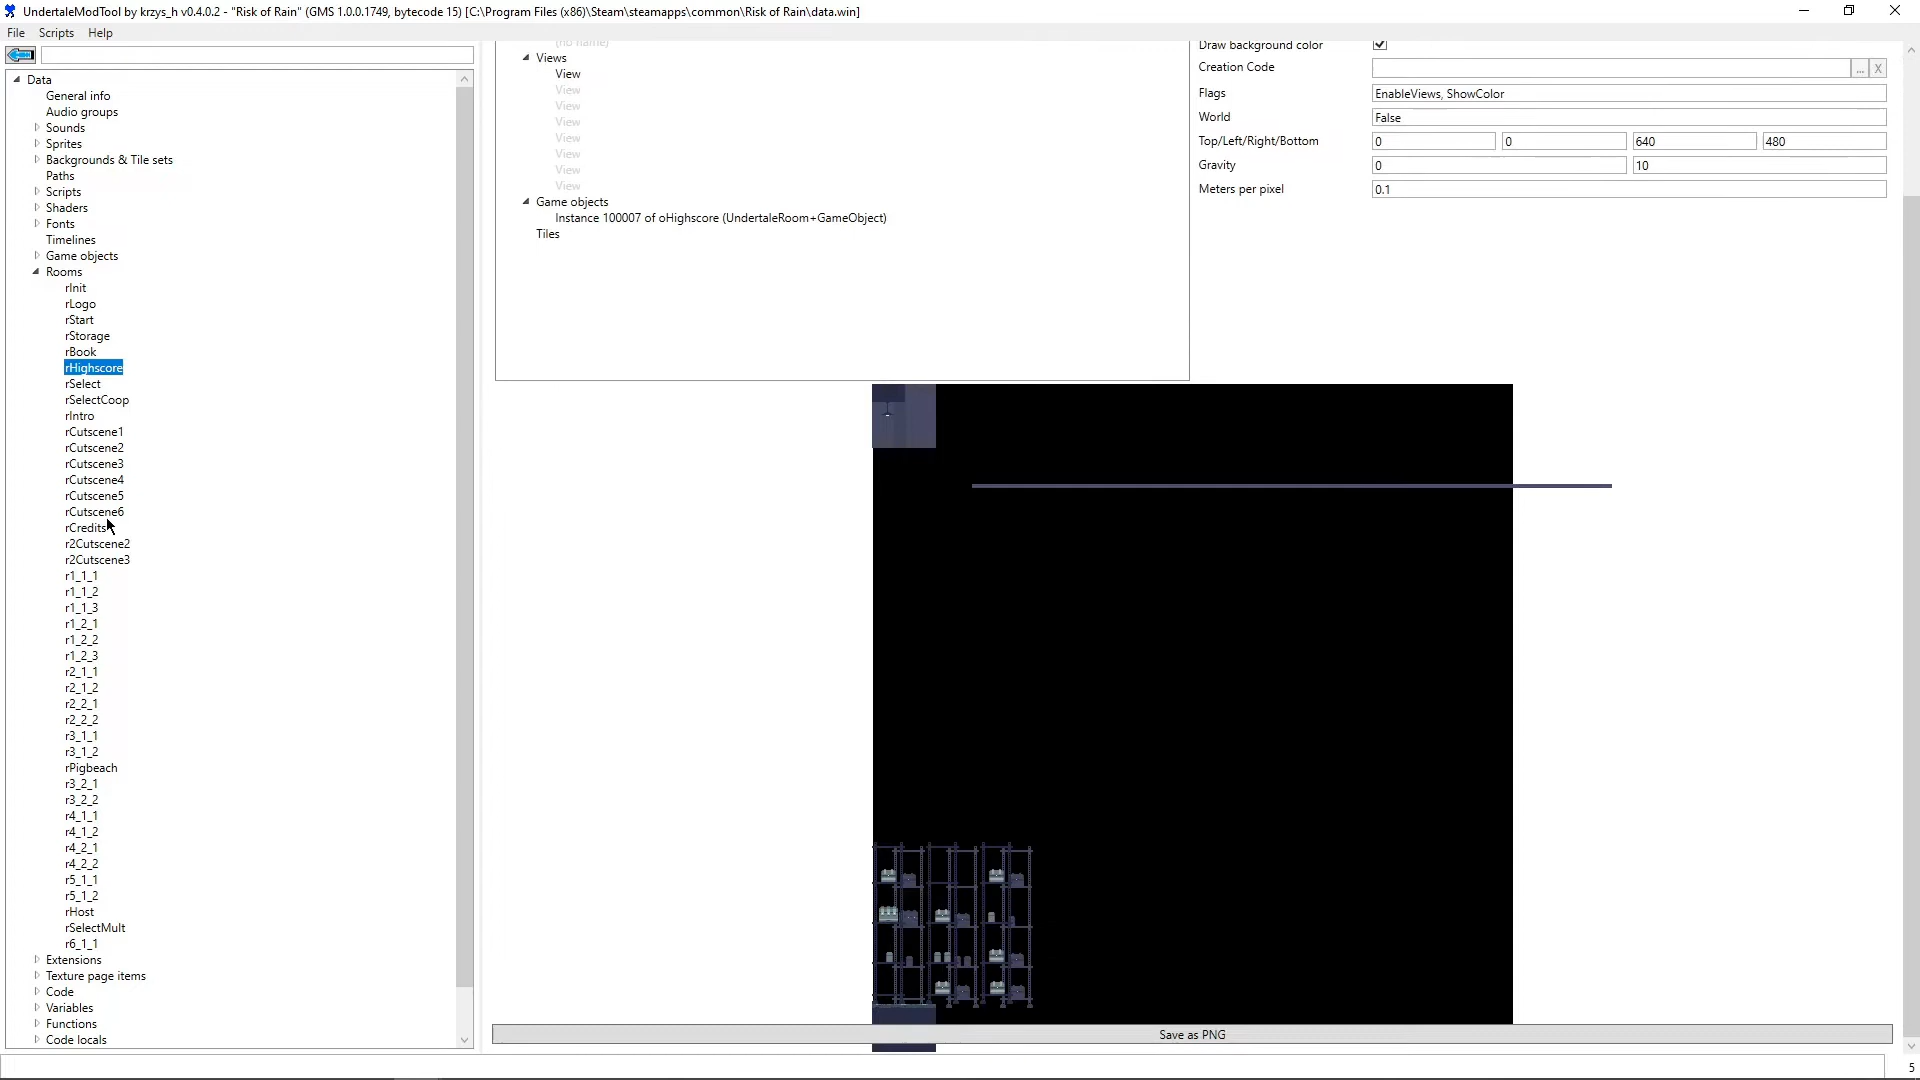 UndertaleModTool by krzys_h v0.4.0.2 - "Risk of Rain" (GMS 1.0.0.1749, bytecode 15) [C:\Program Files (x86)\Steam\steamapps\common\Risk of Rain\data.win]
File Scripts Help
Data
General info
Audio groups
Sounds
Sprites
Backgrounds & Tile sets
Paths
Scripts
Shaders
Fonts
Timelines
Game objects
Rooms
rInit
rLogo
rStart
rStorage
rBook
rHighscore
rSelect
rSelectCoop
rIntro
rCutscene1
rCutscene2
rCutscene3
rCutscene4
rCutscene5
rCutscene6
rCredits
r2Cutscene2
r2Cutscene3
r1_1_1
r1_1_2
r1_1_3
r1_2_1
r1_2_2
r1_2_3
r2_1_1
r2_1_2
r2_2_1
r2_2_2
r3_1_1
r3_1_2
rPigbeach
r3_2_1
r3_2_2
r4_1_1
r4_1_2
r4_2_1
r4_2_2
r5_1_1
r5_1_2
rHost
rSelectMult
r6_1_1
Extensions
Texture page items
Code
Variables
Functions
Code locals
(no name)
Views
View
View
View
View
View
View
View
View
Game objects
Instance 100007 of oHighscore (UndertaleRoom+GameObject)
Tiles
Draw background color
Creation Code ... X
Flags EnableViews, ShowColor
World False
Top/Left/Right/Bottom 0 0 640 480
Gravity 0 10
Meters per pixel 0.1
Save as PNG
5